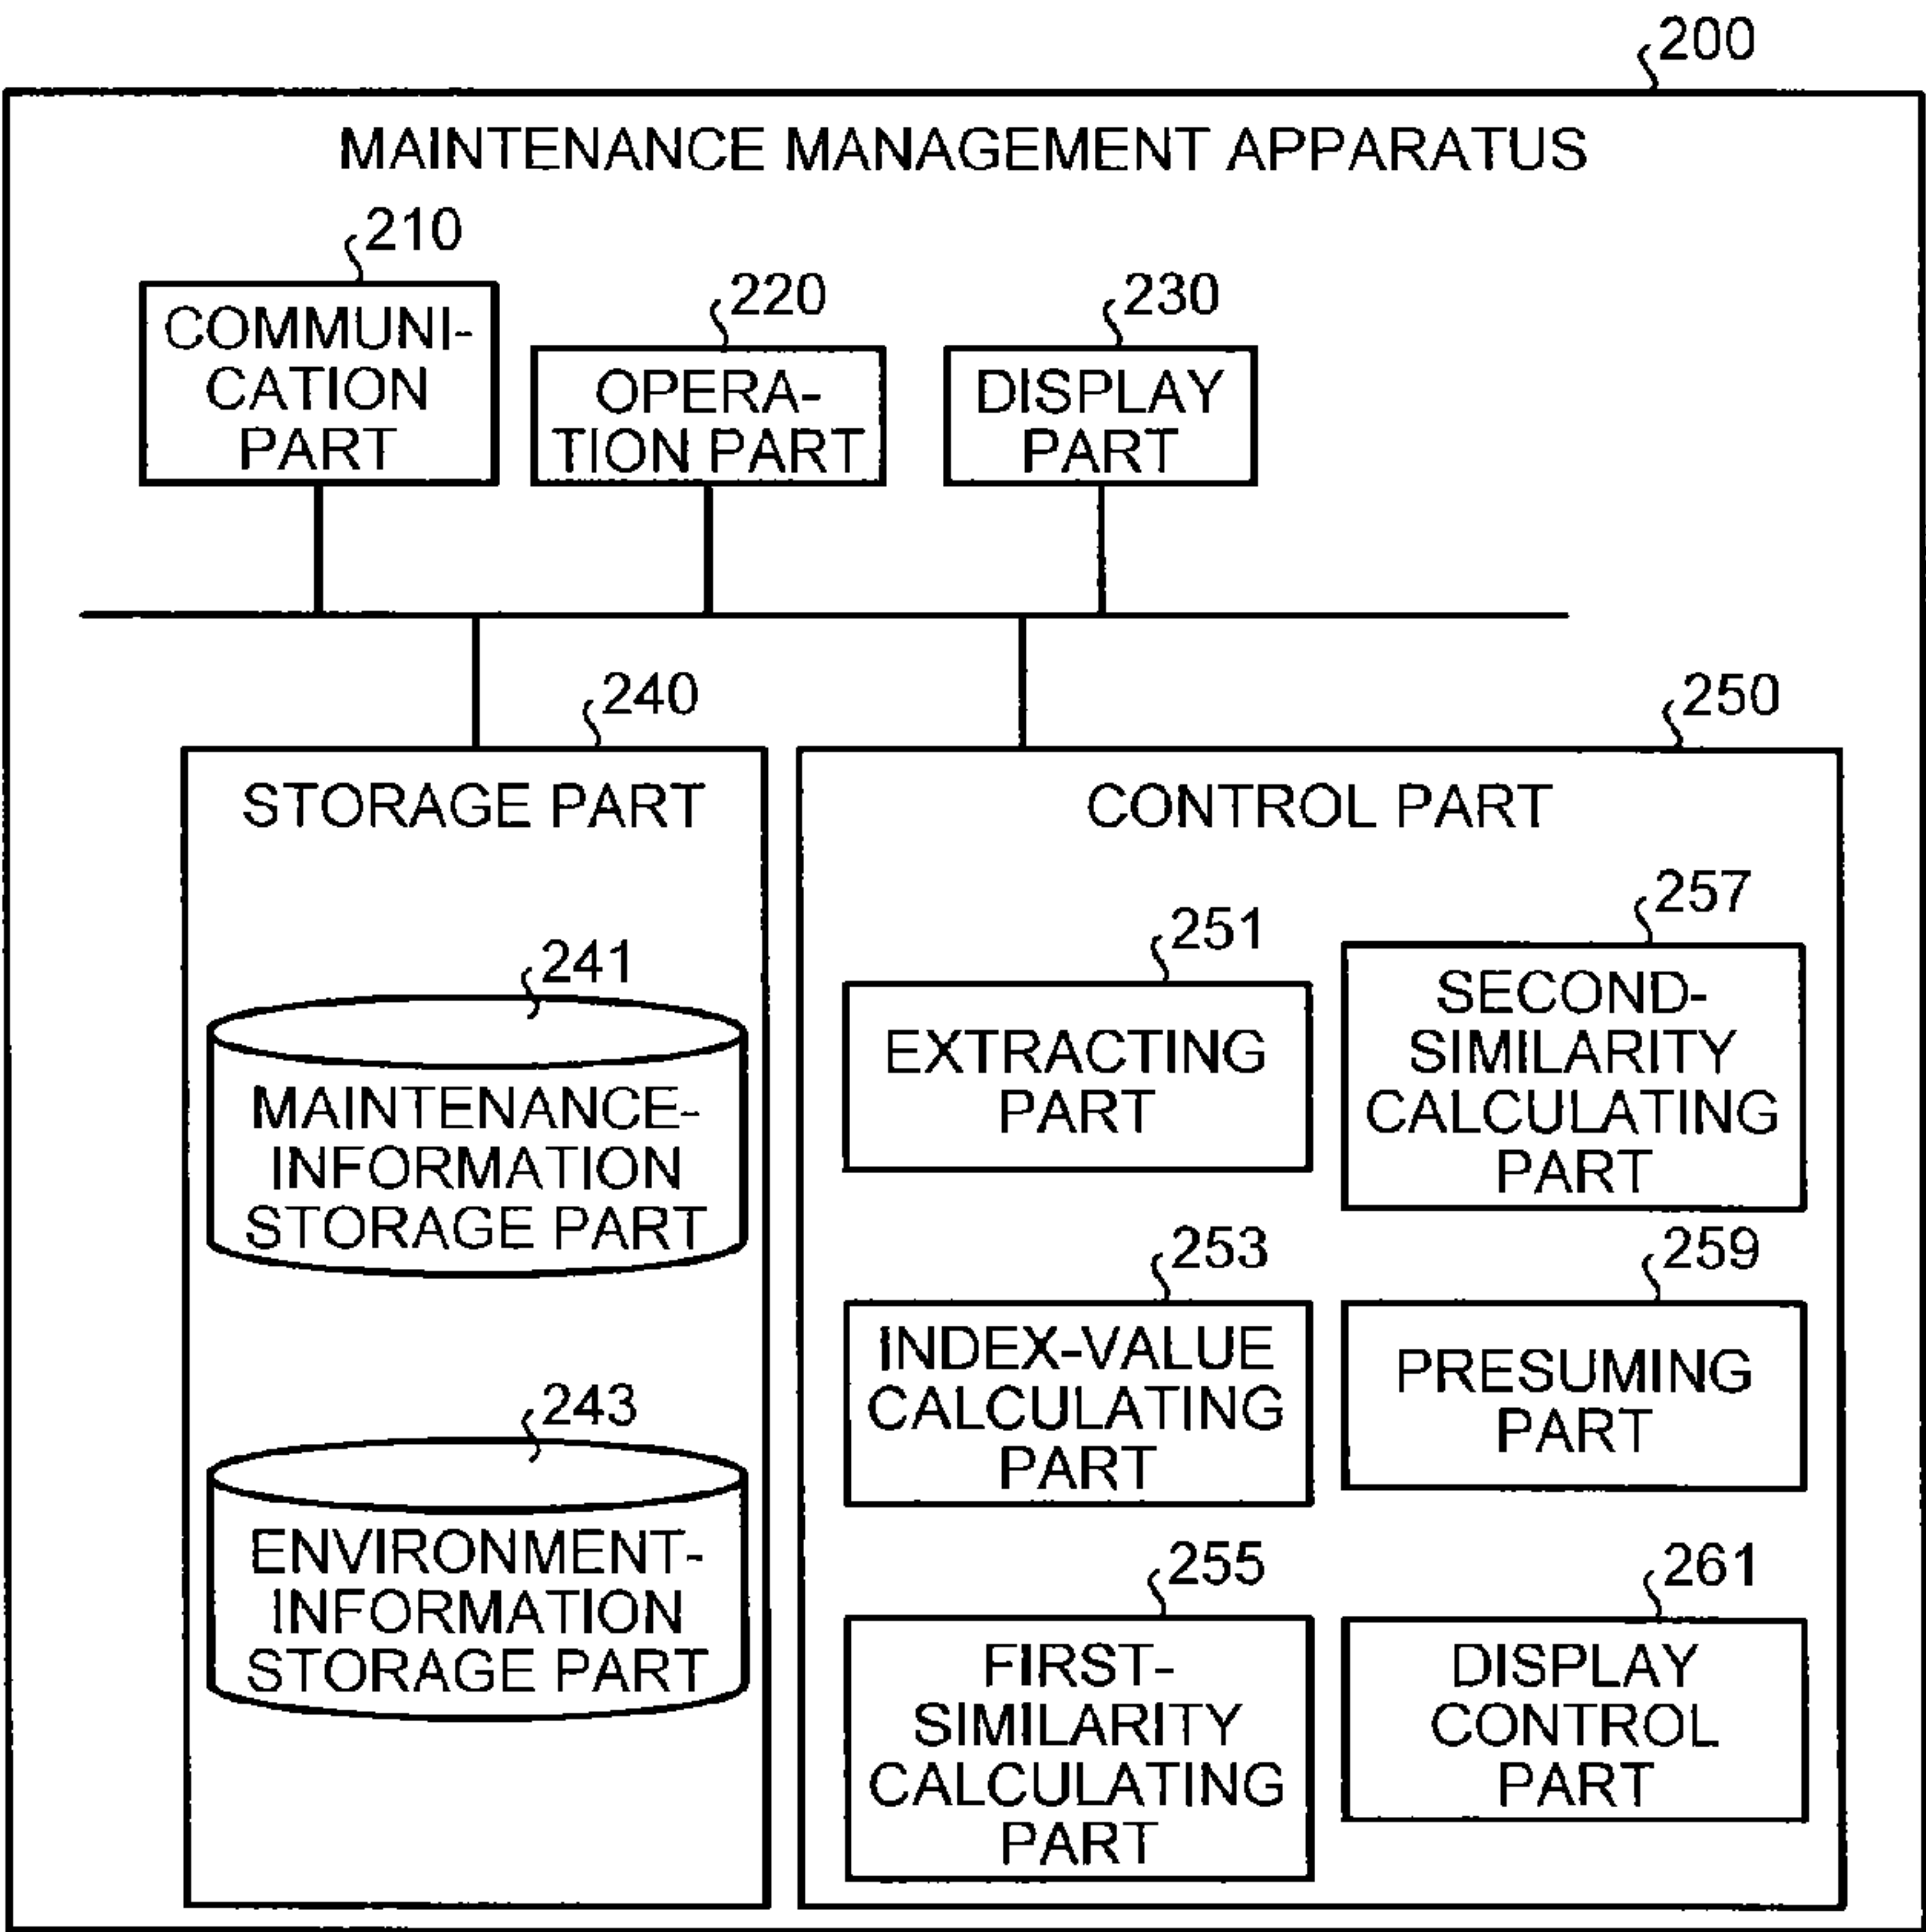 200
MAINTENANCE MANAGEMENT APPARATUS
210
COMMUNI-
CATION
PART
220
OPERA-
TION PART
230
DISPLAY
PART
240
STORAGE PART
241
MAINTENANCE-
INFORMATION
STORAGE PART
243
ENVIRONMENT-
INFORMATION
STORAGE PART
250
CONTROL PART
251
EXTRACTING
PART
253
INDEX-VALUE
CALCULATING
PART
255
FIRST-
SIMILARITY
CALCULATING
PART
257
SECOND-
SIMILARITY
CALCULATING
PART
259
PRESUMING
PART
261
DISPLAY
CONTROL
PART